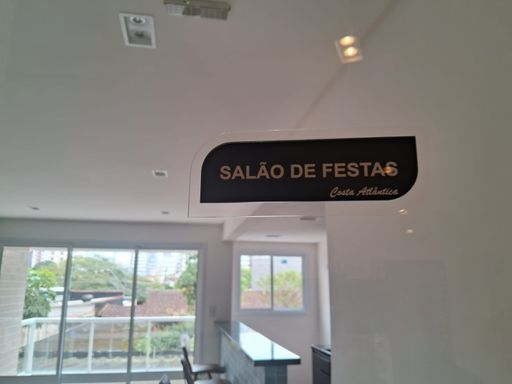 SALÃO DE FESTAS
Costa Atlântica